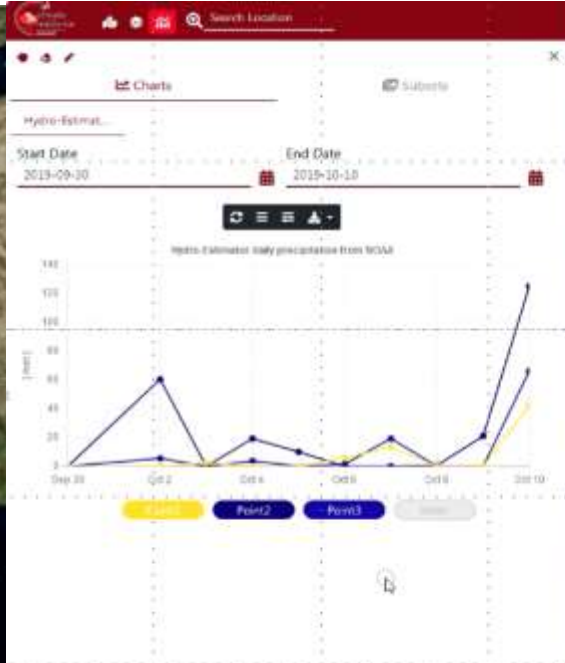 Search Location
Charts
Subsets
Hydro-Estimat...
Start Date
End Date
2019-09-30
2019-10-10
Hydro-Estimator daily precipitation from NOAA
140
120
100
80
60
40
20
0
Sep 30
Oct 2
Oct 4
Oct 6
Oct 8
Oct 10
Point2
Point3